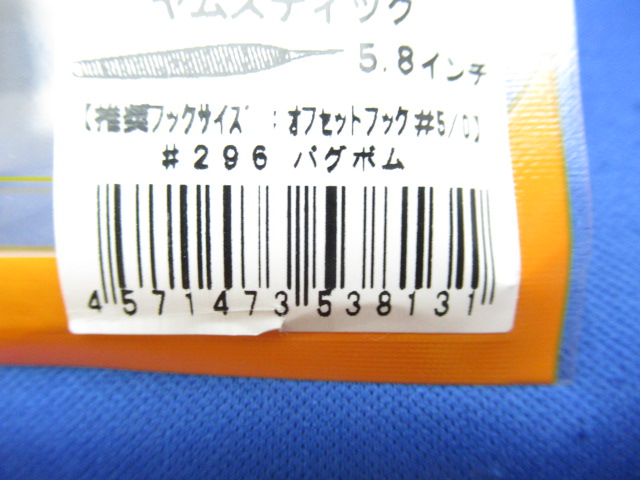 ヤムスティック
5.8インチ
【推奨フックサイズ：オフセットフック#5/0】
#296 バグボム
4571473538131